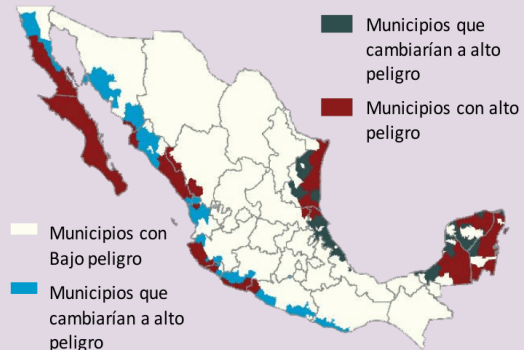 Municipios que
cambiarían a alto
peligro
Municipios con alto
peligro
Municipios con
Bajo peligro
Municipios que
cambiarían a alto
peligro